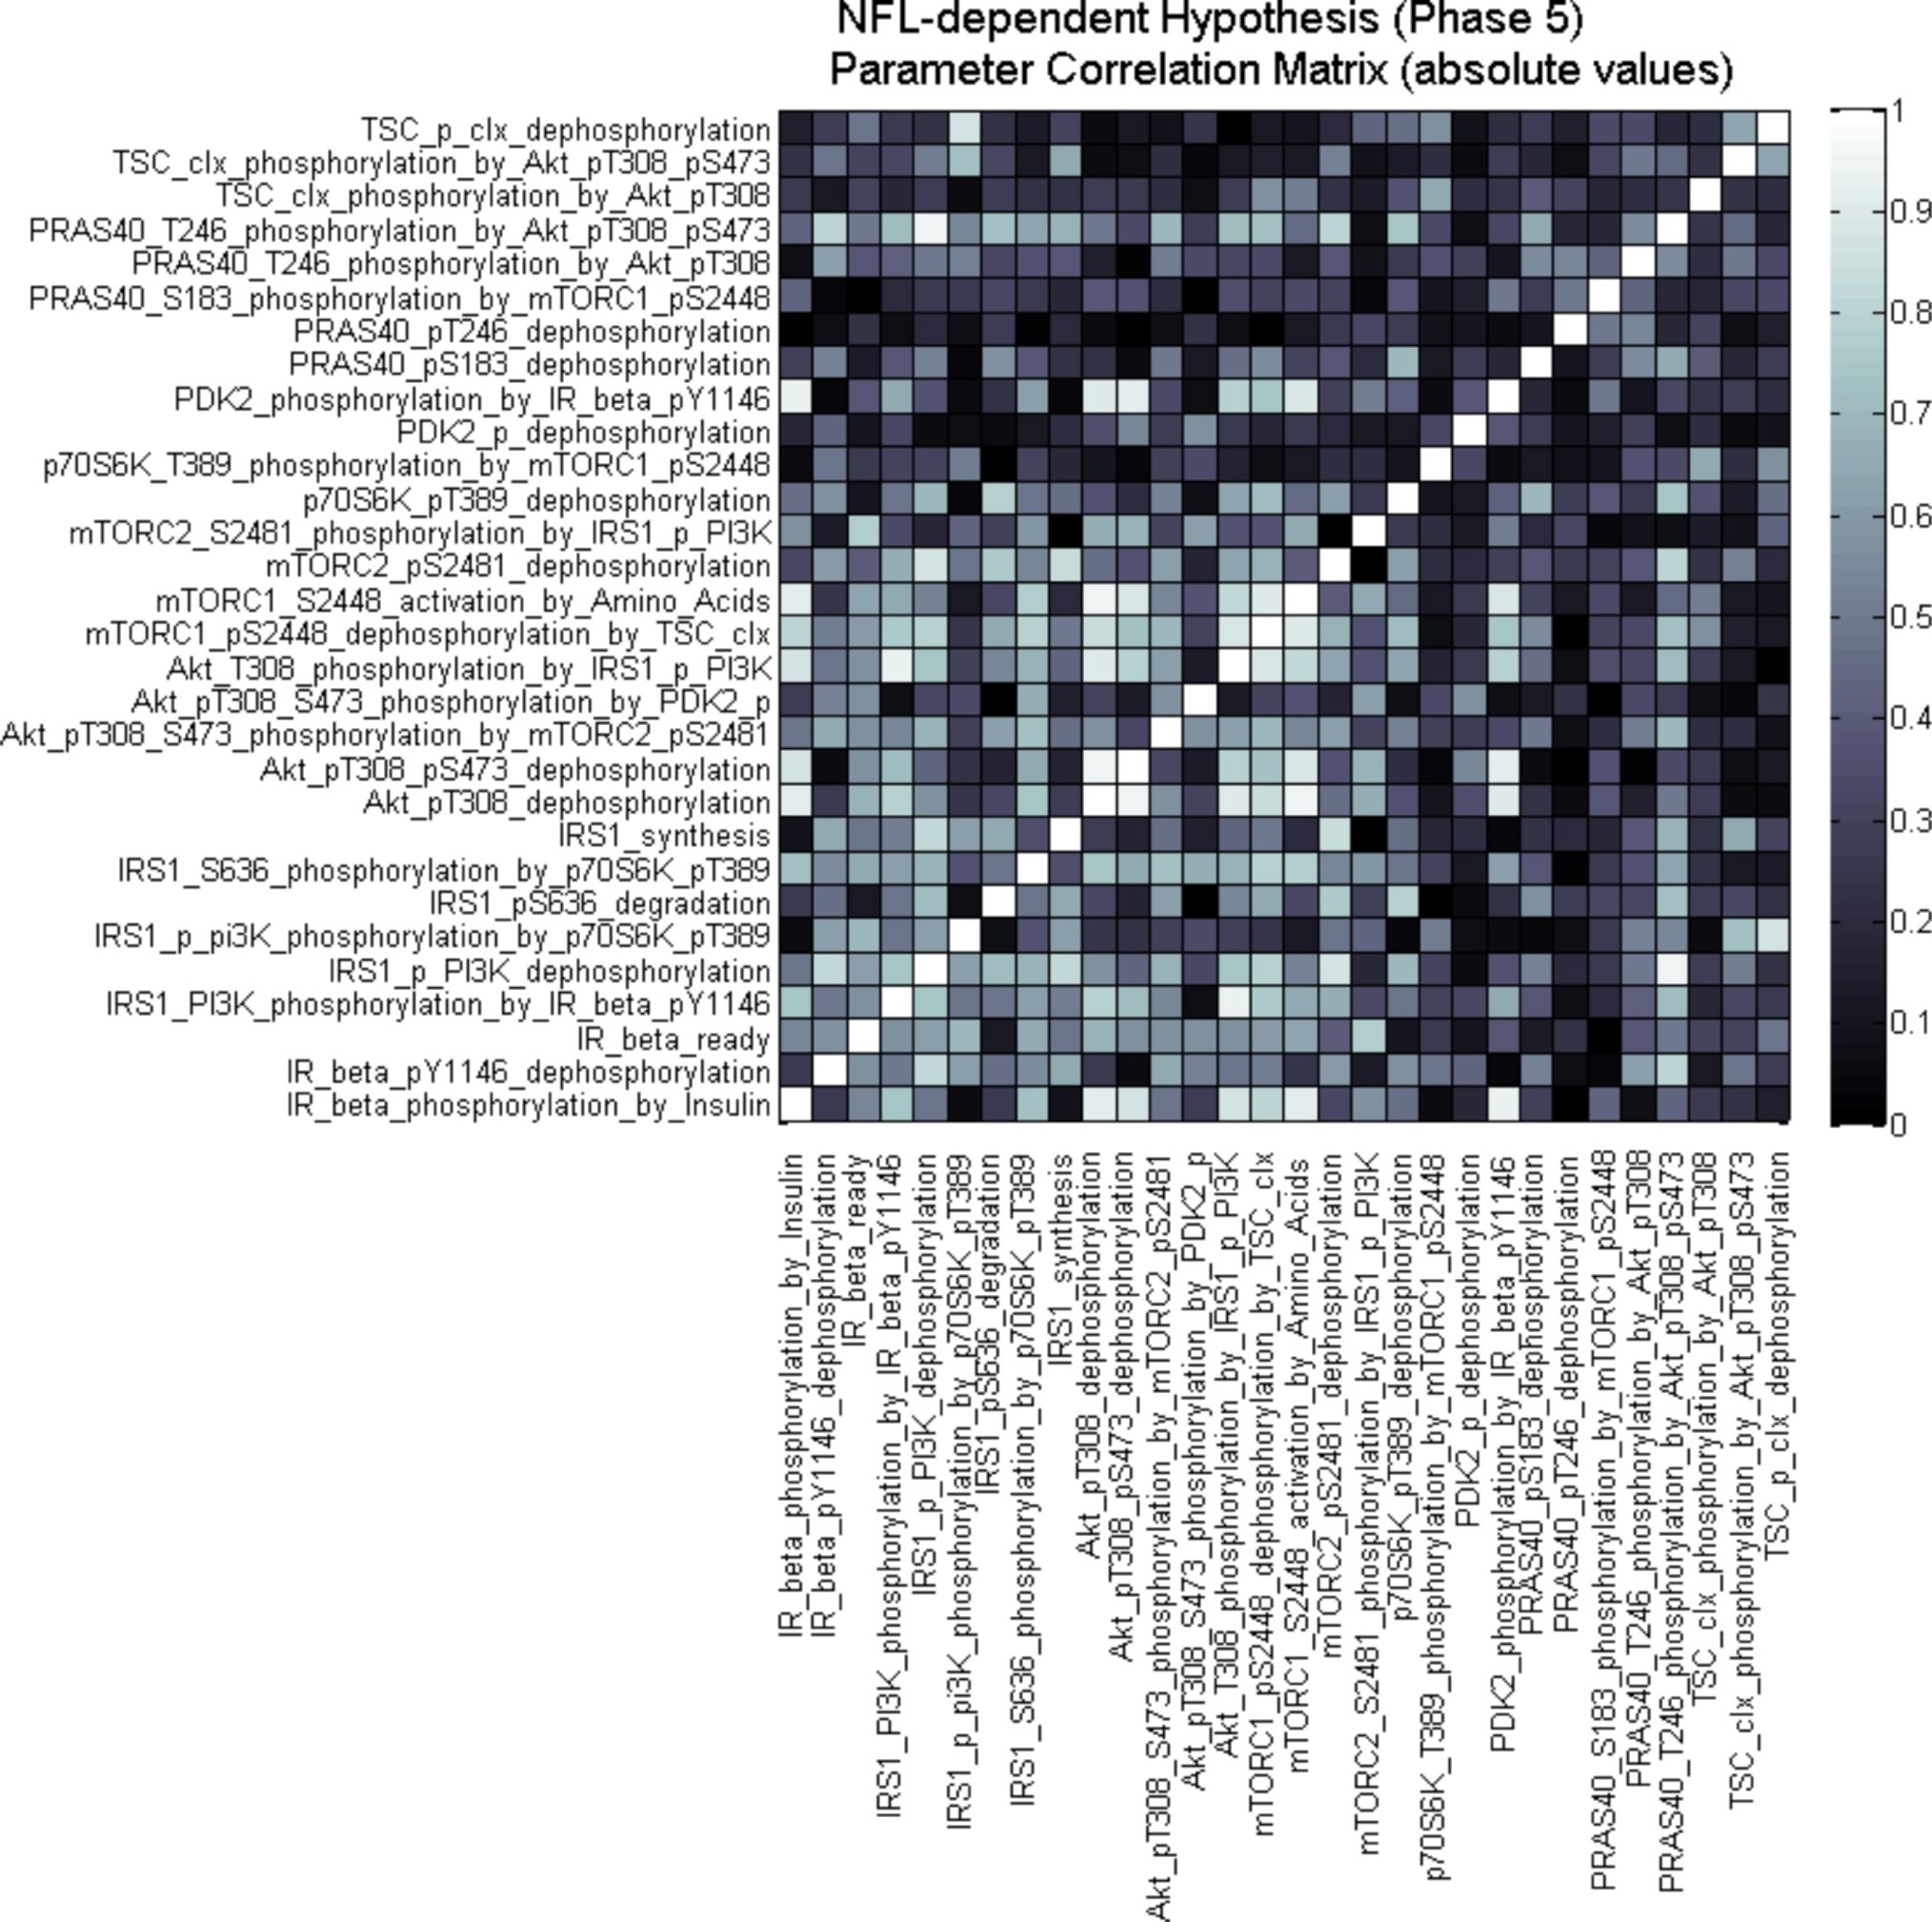 NFL-dependent Hypothesis (Phase 5)
Parameter Correlation Matrix (absolute values)
TSC_p_clx_dephosphorylation
TSC_clx_phosphorylation_by_Akt_pT308_pS473
TSC_clx_phosphorylation_by_Akt_pT308
PRAS40_T246_phosphorylation_by_Akt_pT308_pS473
PRAS40_T246_phosphorylation_by_Akt_pT308
PRAS40_S183_phosphorylation_by_mTORC1_pS2448
PRAS40_pT246_dephosphorylation
PRAS40_pS183_dephosphorylation
PDK2_phosphorylation_by_IR_beta_pY1146
PDK2_p_dephosphorylation
p70S6K_T389_phosphorylation_by_mTORC1_pS2448
p70S6K_pT389_dephosphorylation
mTORC2_S2481_phosphorylation_by_IRS1_p_PI3K
mTORC2_pS2481_dephosphorylation
mTORC1_S2448_activation_by_Amino_Acids
mTORC1_pS2448_dephosphorylation_by_TSC_clx
Akt_T308_phosphorylation_by_IRS1_p_PI3K
Akt_pT308_S473_phosphorylation_by_PDK2_p
Akt_pT308_S473_phosphorylation_by_mTORC2_pS2481
Akt_pT308_pS473_dephosphorylation
Akt_pT308_dephosphorylation
IRS1_synthesis
IRS1_S636_phosphorylation_by_p70S6K_pT389
IRS1_pS636_degradation
IRS1_p_pi3K_phosphorylation_by_p70S6K_pT389
IRS1_p_PI3K_dephosphorylation
IRS1_PI3K_phosphorylation_by_IR_beta_pY1146
IR_beta_ready
IR_beta_pY1146_dephosphorylation
IR_beta_phosphorylation_by_Insulin
1
0.9
0.8
0.7
0.6
0.5
0.4
0.3
0.2
0.1
0
IR_beta_phosphorylation_by_Insulin
IR_beta_pY1146_dephosphorylation
IR_beta_ready
IRS1_PI3K_phosphorylation_by_IR_beta_pY1146
IRS1_p_PI3K_dephosphorylation
IRS1_p_pi3K_phosphorylation_by_p70S6K_pT389
IRS1_pS636_degradation
IRS1_S636_phosphorylation_by_p70S6K_pT389
IRS1_synthesis
Akt_pT308_dephosphorylation
Akt_pT308_pS473_dephosphorylation
Akt_pT308_S473_phosphorylation_by_mTORC2_pS2481
Akt_pT308_S473_phosphorylation_by_PDK2_p
Akt_T308_phosphorylation_by_IRS1_p_PI3K
mTORC1_pS2448_dephosphorylation_by_TSC_clx
mTORC1_S2448_activation_by_Amino_Acids
mTORC2_pS2481_dephosphorylation
mTORC2_S2481_phosphorylation_by_IRS1_p_PI3K
p70S6K_pT389_dephosphorylation
p70S6K_T389_phosphorylation_by_mTORC1_pS2448
PDK2_p_dephosphorylation
PDK2_phosphorylation_by_IR_beta_pY1146
PRAS40_pS183_dephosphorylation
PRAS40_pT246_dephosphorylation
PRAS40_S183_phosphorylation_by_mTORC1_pS2448
PRAS40_T246_phosphorylation_by_Akt_pT308
PRAS40_T246_phosphorylation_by_Akt_pT308_pS473
TSC_clx_phosphorylation_by_Akt_pT308
TSC_clx_phosphorylation_by_Akt_pT308_pS473
TSC_p_clx_dephosphorylation